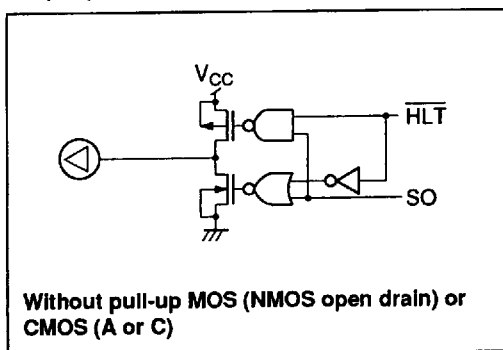 VCC
HLT
SO
Without pull-up MOS (NMOS open drain) or
CMOS (A or C)